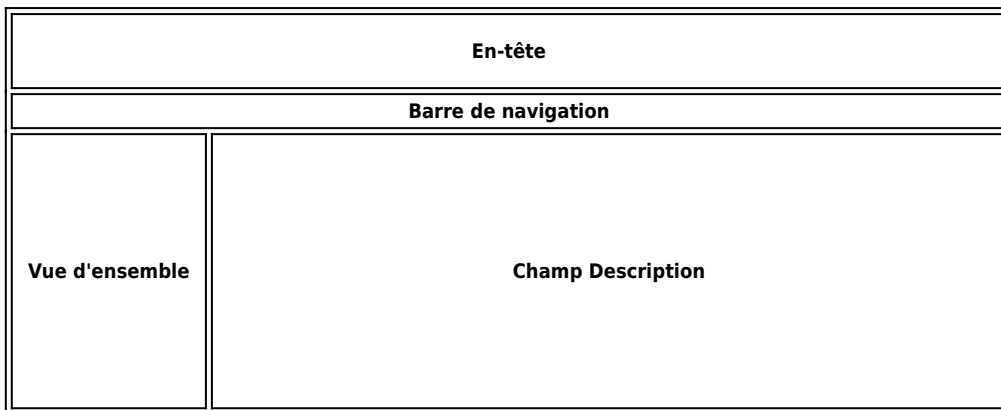 En-tête
Barre de navigation
Vue d'ensemble
Champ Description